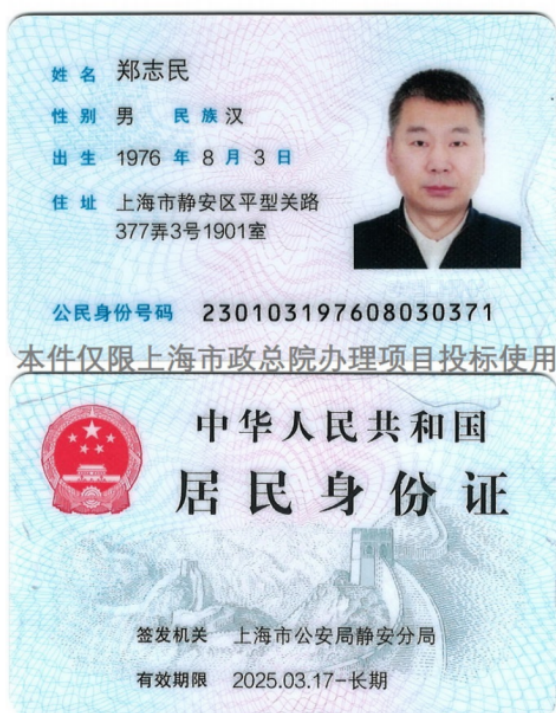 姓名 郑志民
性别 男 民族 汉
出生 1976 年 8 月 3 日
住址 上海市静安区平型关路
377弄3号1901室
公民身份号码 230103197608030371
本件仅限上海市政总院办理项目投标使用
中华人民共和国
居民身份证
签发机关 上海市公安局静安分局
有效期限 2025.03.17-长期